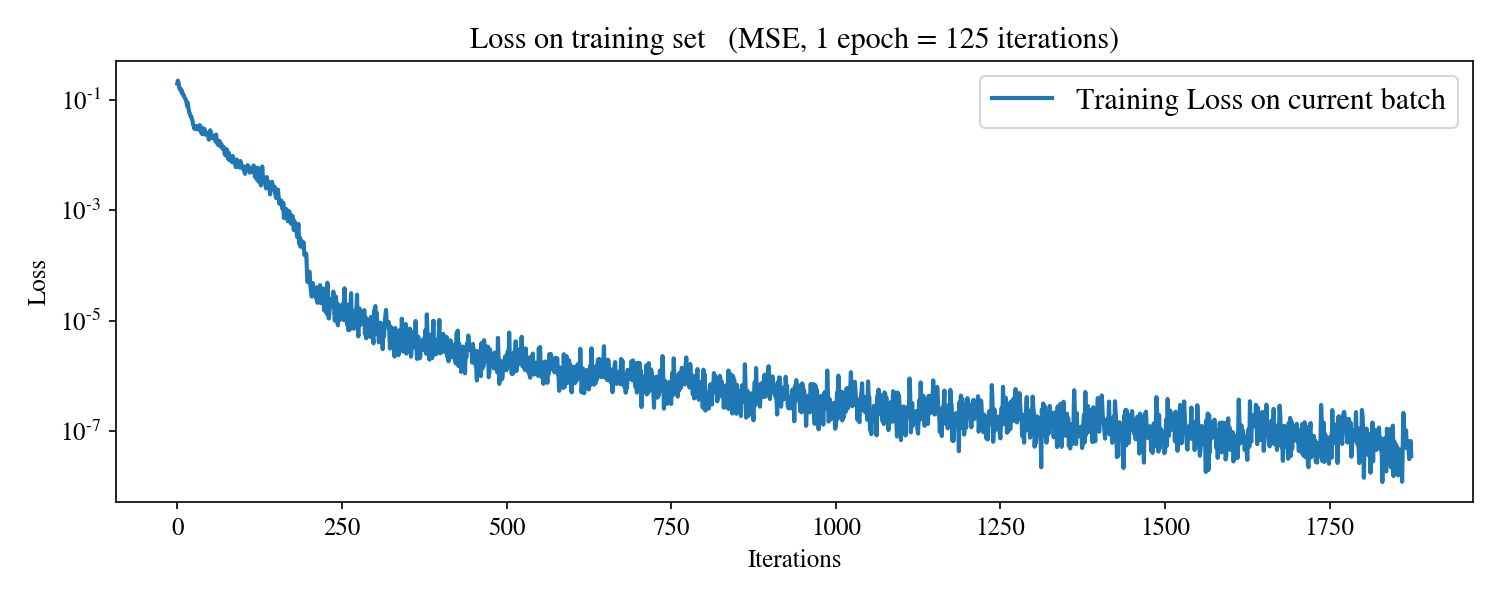 Loss on training set (MSE, 1 epoch = 125 iterations)
Training Loss on current batch
Loss
10-1
10-3
10-5
10-7
0 250 500 750 1000 1250 1500 1750
Iterations